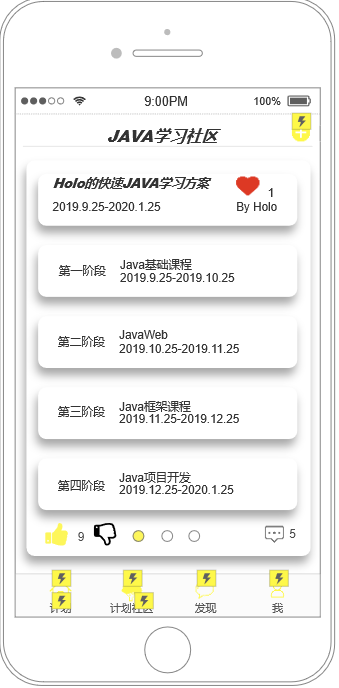 9:00PM
100%
JAVA学习社区
Holo的快速JAVA学习方案
1
2019.9.25-2020.1.25
By Holo
第一阶段
Java基础课程
2019.9.25-2019.10.25
第二阶段
JavaWeb
2019.10.25-2019.11.25
第三阶段
Java框架课程
2019.11.25-2019.12.25
第四阶段
Java项目开发
2019.12.25-2020.1.25
9
5
计划
计划社区
发现
我